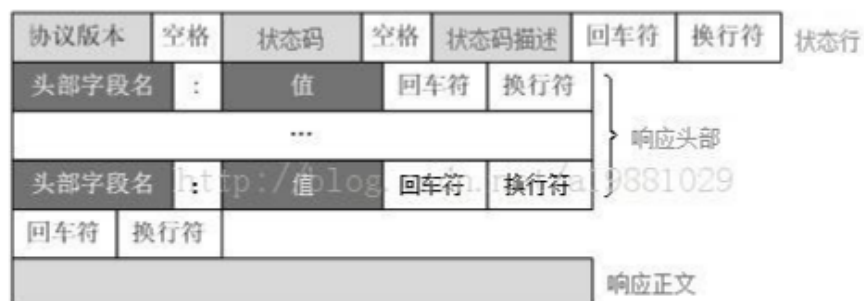 协议版本 空格 状态码 空格 状态码描述 回车符 换行符 状态行
头部字段名 : 值 回车符 换行符
... 响应头部
头部字段名 : 值 回车符 换行符
回车符 换行符
响应正文